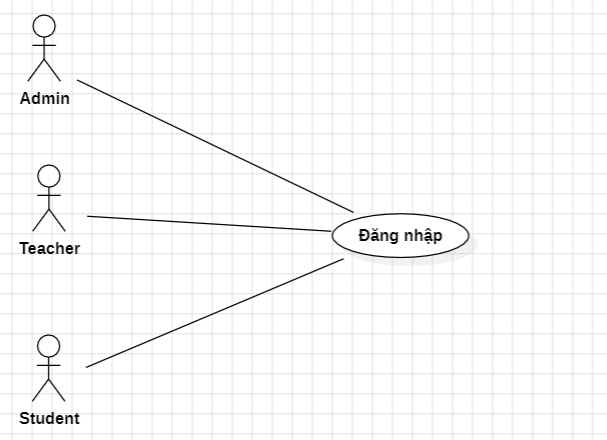 Admin
Teacher
Đăng nhập
Student